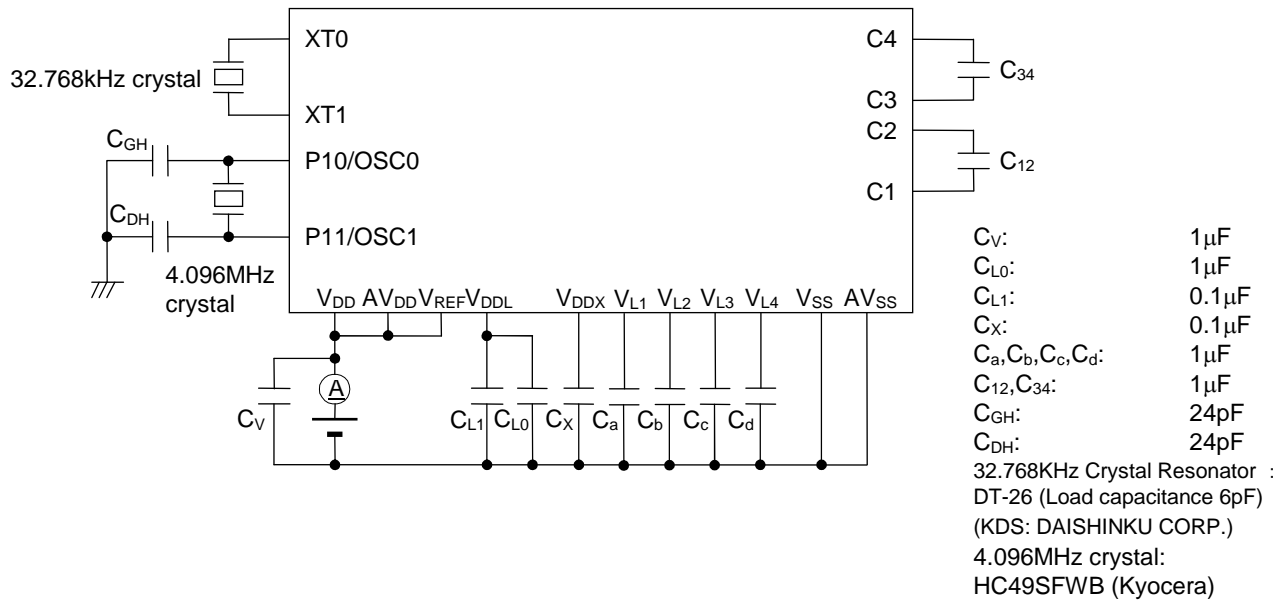 XT0
C4
32.768kHz crystal
C34
XT1
C3
CGH
C2
P10/OSC0
C12
C1
CDH
P11/OSC1
4.096MHz
crystal
VDD AVDD VREF VDDL VDDX VL1 VL2 VL3 VL4 VSS AVSS
A
CV CL1 CL0 CX Ca Cb Cc Cd
CV: 1μF
CL0: 1μF
CL1: 0.1μF
CX: 0.1μF
Ca,Cb,Cc,Cd: 1μF
C12,C34: 1μF
CGH: 24pF
CDH: 24pF
32.768KHz Crystal Resonator :
DT-26 (Load capacitance 6pF)
(KDS: DAISHINKU CORP.)
4.096MHz crystal:
HC49SFWB (Kyocera)